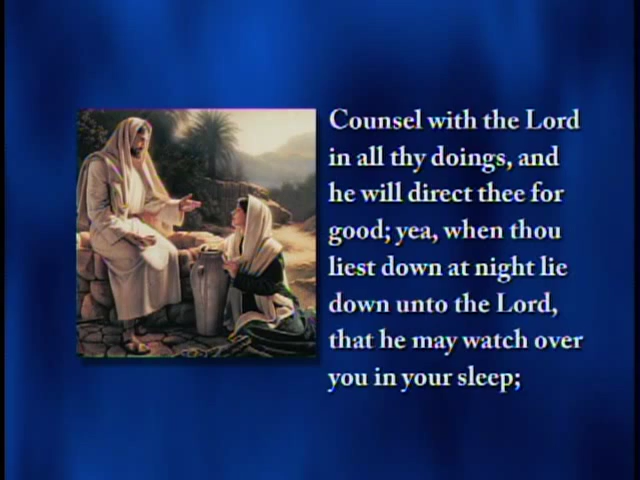 Counsel with the Lord
in all thy doings, and
he will direct thee for
good; yea, when thou
liest down at night lie
down unto the Lord,
that he may watch over
you in your sleep;